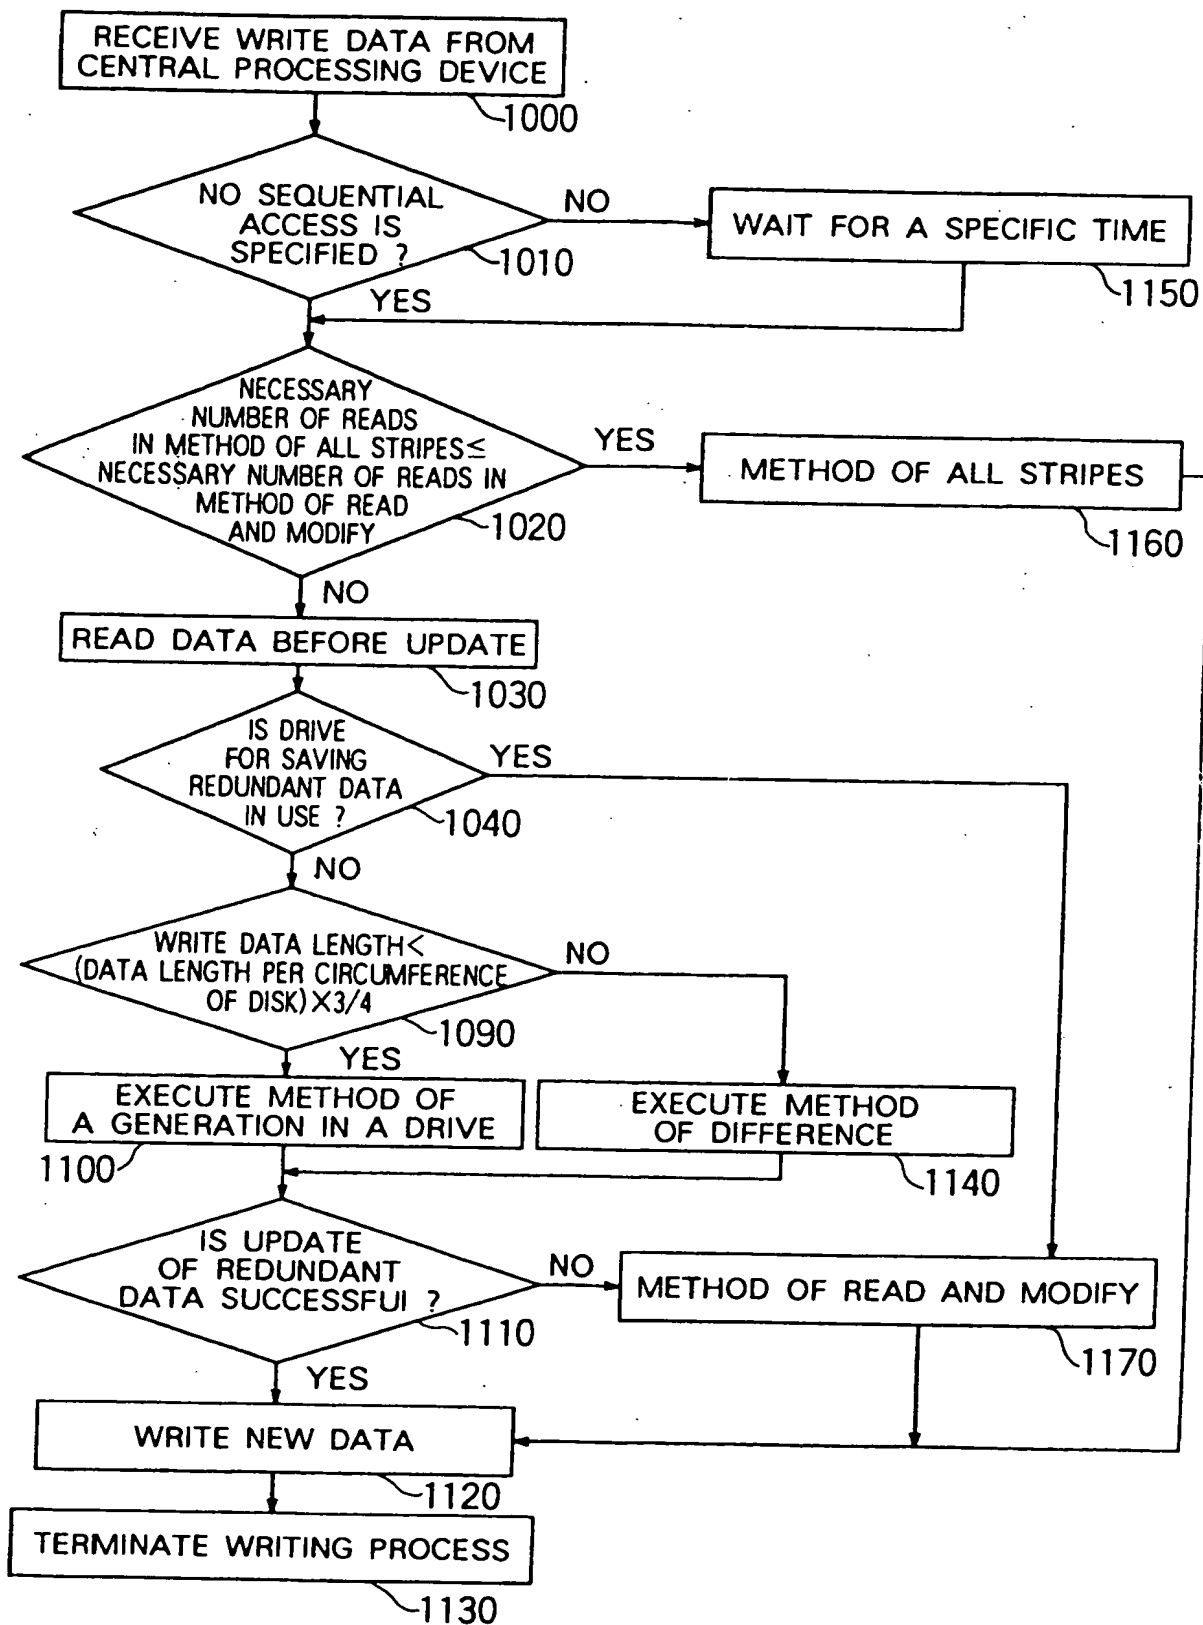 RECEIVE WRITE DATA FROM
CENTRAL PROCESSING DEVICE
1000
NO SEQUENTIAL
ACCESS IS
SPECIFIED ?
1010
NO
WAIT FOR A SPECIFIC TIME
1150
YES
NECESSARY
NUMBER OF READS
IN METHOD OF ALL STRIPES≤
NECESSARY NUMBER OF READS IN
METHOD OF READ
AND MODIFY
1020
YES
METHOD OF ALL STRIPES
1160
NO
READ DATA BEFORE UPDATE
1030
IS DRIVE
FOR SAVING
REDUNDANT DATA
IN USE ?
1040
YES
NO
WRITE DATA LENGTH<
(DATA LENGTH PER CIRCUMFERENCE
OF DISK)X3/4
1090
NO
YES
EXECUTE METHOD OF
A GENERATION IN A DRIVE
1100
EXECUTE METHOD
OF DIFFERENCE
1140
IS UPDATE
OF REDUNDANT
DATA SUCCESSFUI ?
1110
NO
METHOD OF READ AND MODIFY
1170
YES
WRITE NEW DATA
1120
TERMINATE WRITING PROCESS
1130